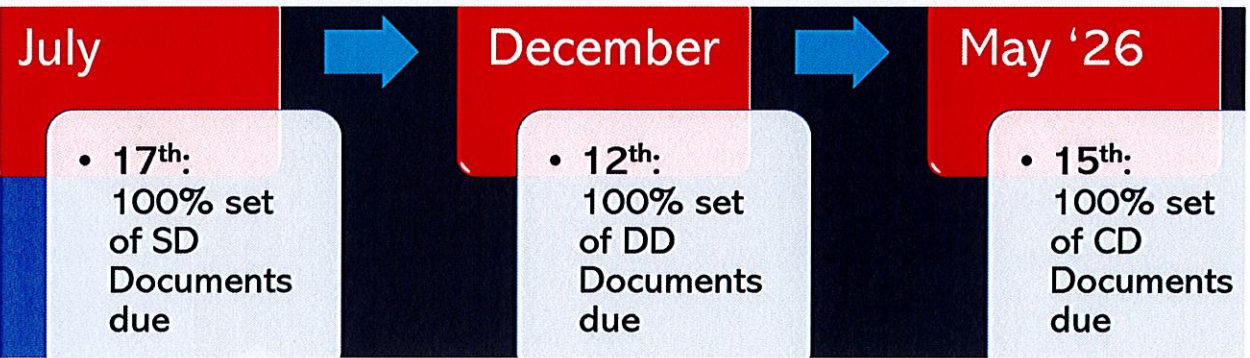 July
• 17th:
100% set
of SD
Documents
due
December
• 12th:
100% set
of DD
Documents
due
May ‘26
• 15th:
100% set
of CD
Documents
due